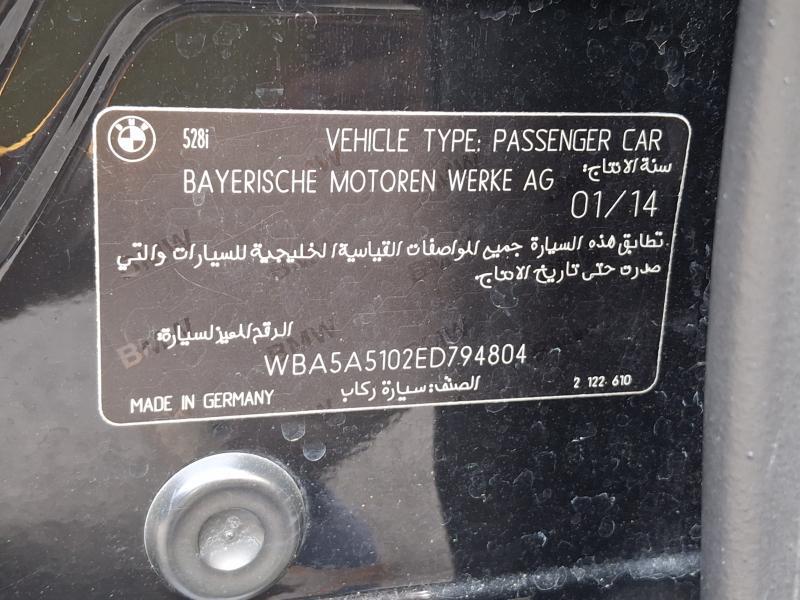 528i VEHICLE TYPE: PASSENGER CAR
سنة الانتاج:
BAYERISCHE MOTOREN WERKE AG
01/14
تطابق هذه السيارة جميع المواصفات القياسية الخليجية للسيارات والتي
صدرت حتى تاريخ الانتاج.
الرقم المميز لسيارة:
WBA5A5102ED794804
الصنف: سيارة ركاب
MADE IN GERMANY
2 122 610